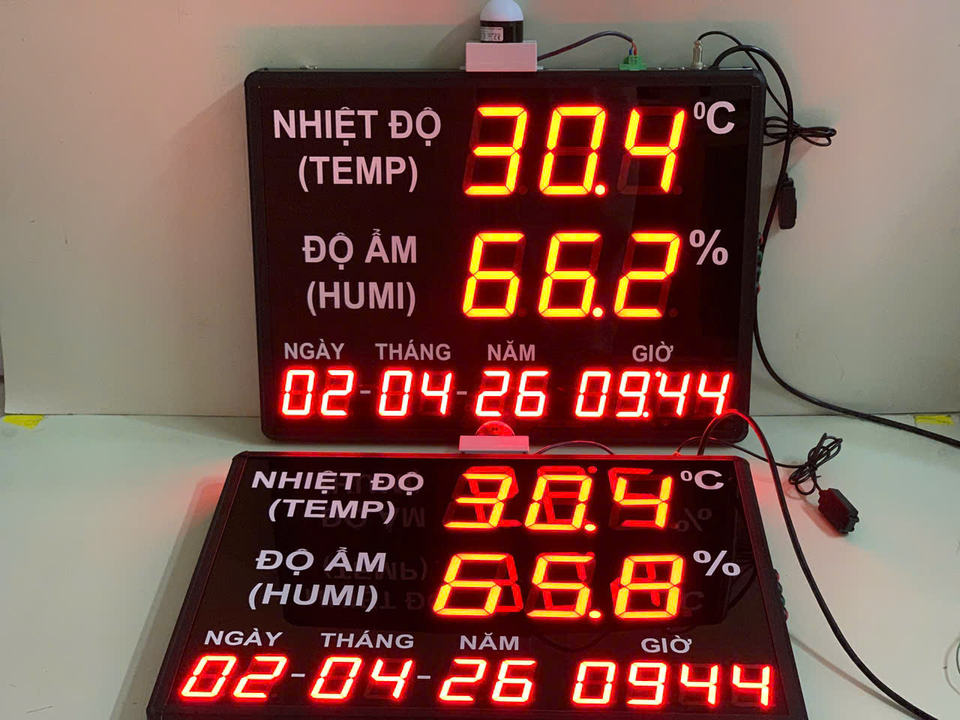 NHIỆT ĐỘ 30.4 ⁰C
(TEMP)
ĐỘ ẨM 66.2 %
(HUMI)
NGÀY THÁNG NĂM GIỜ
02-04-26 09:44
NHIỆT ĐỘ 30.4 ⁰C
(TEMP)
ĐỘ ẨM 65.8 %
(HUMI)
NGÀY THÁNG NĂM GIỜ
02-04-26 0944